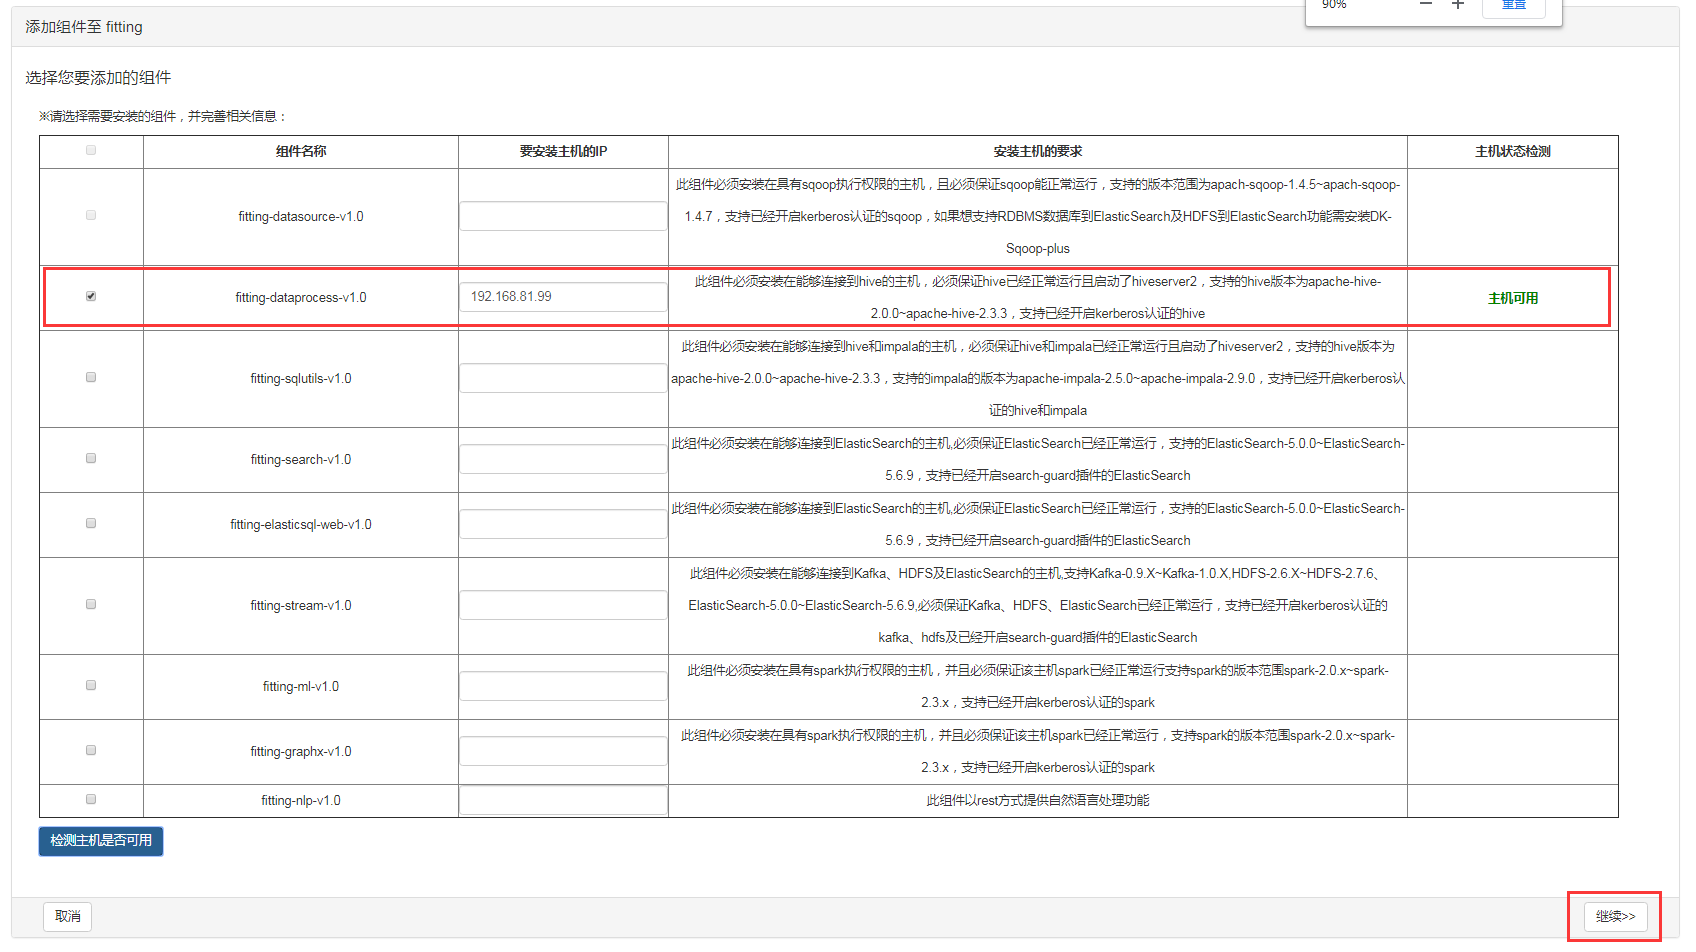 90%
重置
添加组件至 fitting
选择您要添加的组件
※请选择需要安装的组件，并完善相关信息：
组件名称 要安装主机的IP 安装主机的要求 主机状态检测
此组件必须安装在具有sqoop执行权限的主机，且必须保证sqoop能正常运行，支持的版本范围为apach-sqoop-1.4.5~apach-sqoop-
fitting-datasource-v1.0 1.4.7，支持已经开启kerberos认证的sqoop，如果想支持RDBMS数据库到ElasticSearch及HDFS到ElasticSearch功能需安装DK-
Sqoop-plus
此组件必须安装在能够连接到hive的主机，必须保证hive已经正常运行且启动了hiveserver2，支持的hive版本为apache-hive-
fitting-dataprocess-v1.0 192.168.81.99 主机可用
2.0.0~apache-hive-2.3.3，支持已经开启kerberos认证的hive
此组件必须安装在能够连接到hive和impala的主机，必须保证hive和impala已经正常运行且启动了hiveserver2，支持的hive版本为
fitting-sqlutils-v1.0 apache-hive-2.0.0~apache-hive-2.3.3，支持的impala的版本为apache-impala-2.5.0~apache-impala-2.9.0，支持已经开启kerberos认
证的hive和impala
此组件必须安装在能够连接到ElasticSearch的主机,必须保证ElasticSearch已经正常运行，支持的ElasticSearch-5.0.0~ElasticSearch-
fitting-search-v1.0
5.6.9，支持已经开启search-guard插件的ElasticSearch
此组件必须安装在能够连接到ElasticSearch的主机,必须保证ElasticSearch已经正常运行，支持的ElasticSearch-5.0.0~ElasticSearch-
fitting-elasticsql-web-v1.0
5.6.9，支持已经开启search-guard插件的ElasticSearch
此组件必须安装在能够连接到Kafka、HDFS及ElasticSearch的主机,支持Kafka-0.9.X~Kafka-1.0.X,HDFS-2.6.X~HDFS-2.7.6、
fitting-stream-v1.0 ElasticSearch-5.0.0~ElasticSearch-5.6.9,必须保证Kafka、HDFS、ElasticSearch已经正常运行，支持已经开启kerberos认证的
kafka、hdfs及已经开启search-guard插件的ElasticSearch
此组件必须安装在具有spark执行权限的主机，并且必须保证该主机spark已经正常运行支持spark的版本范围spark-2.0.x~spark-
fitting-ml-v1.0
2.3.x，支持已经开启kerberos认证的spark
此组件必须安装在具有spark执行权限的主机，并且必须保证该主机spark已经正常运行，支持spark的版本范围spark-2.0.x~spark-
fitting-graphx-v1.0
2.3.x，支持已经开启kerberos认证的spark
fitting-nlp-v1.0 此组件以rest方式提供自然语言处理功能
检测主机是否可用
取消 继续>>